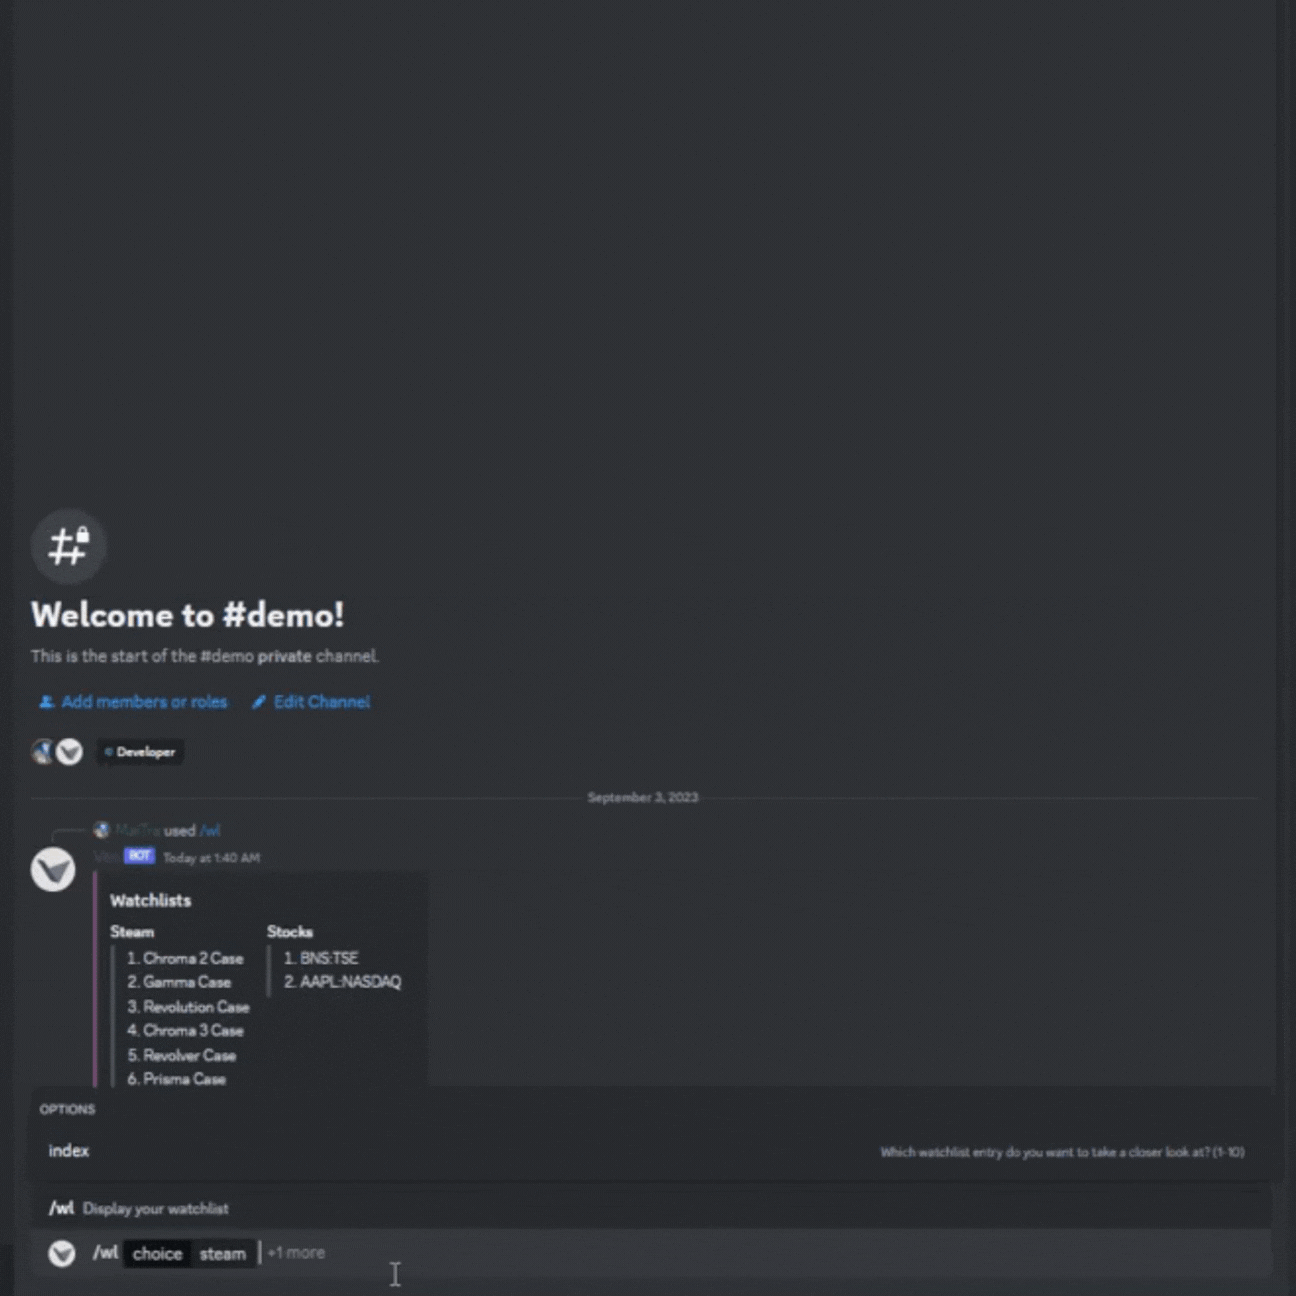 Welcome to #demo!
This is the start of the #demo private channel.
Add members or roles Edit Channel
Developer
September 3, 2023
used /wl
BOT Today at 1:40 AM
Watchlists
Steam Stocks
1. Chroma 2 Case 1. BNS:TSE
2. Gamma Case 2. AAPL:NASDAQ
3. Revolution Case
4. Chroma 3 Case
5. Revolver Case
6. Prisma Case
OPTIONS
index Which watchlist entry do you want to take a closer look at? (1-10)
/wl Display your watchlist
/wl choice steam +1 more